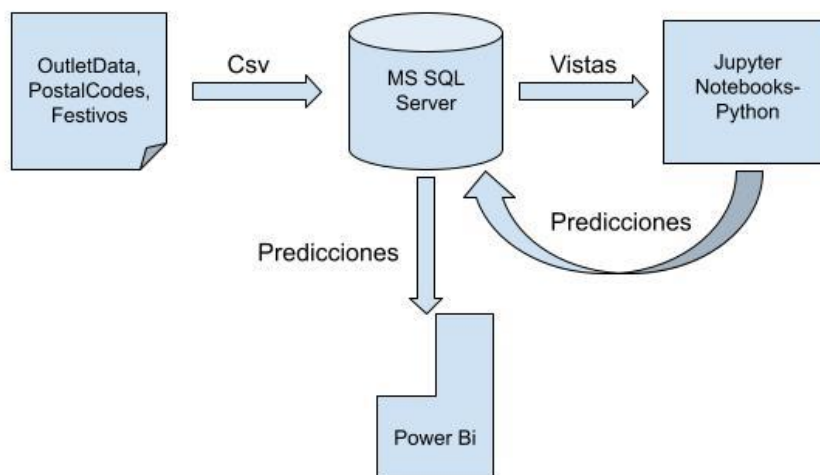 OutletData,
PostalCodes,
Festivos
Csv
MS SQL
Server
Vistas
Jupyter
Notebooks-
Python
Predicciones
Predicciones
Power Bi